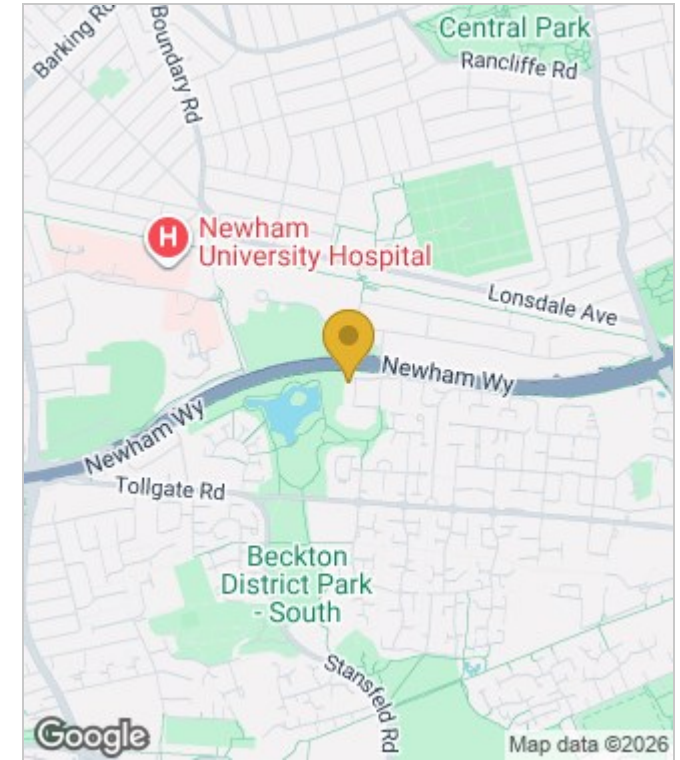 Barking Rd
Boundary Rd
Central Park
Rancliffe Rd
H
Newham
University Hospital
Lonsdale Ave
Newham Wy
Newham Wy
Tollgate Rd
Beckton
District Park
- South
Stansfeld Rd
Google
Map data ©2026